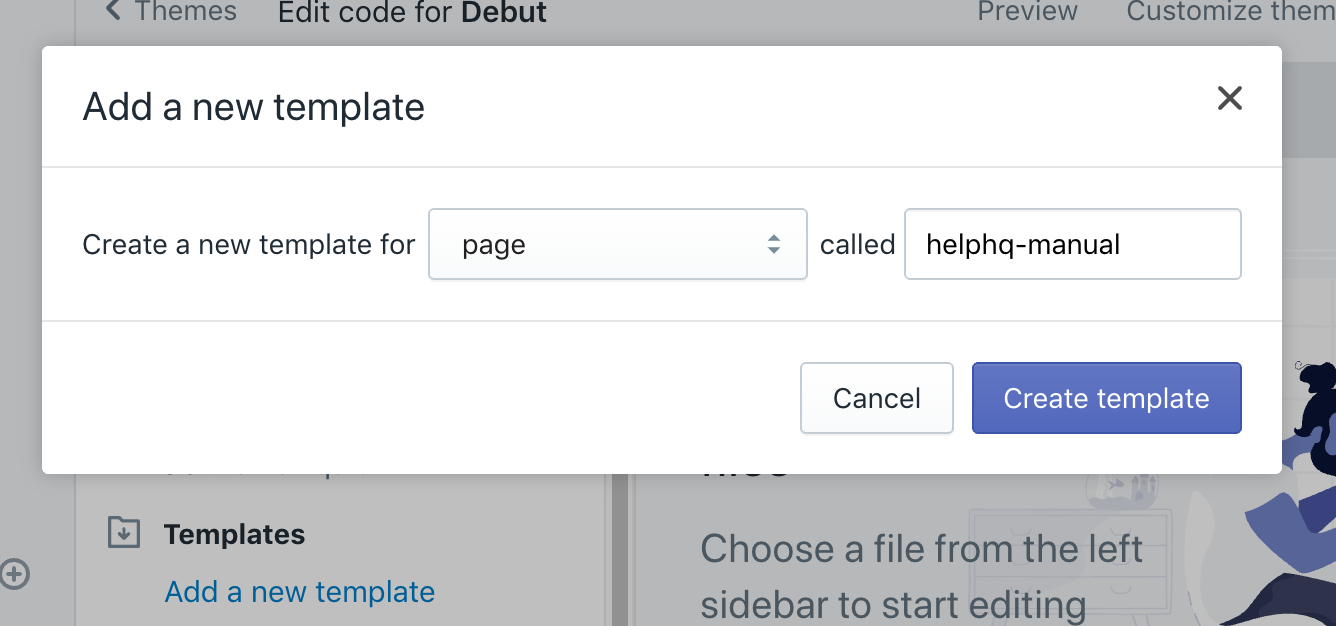 Themes Edit code for Debut Preview Customize them
Add a new template
Create a new template for page called helphq-manual
Cancel Create template
Templates
Add a new template
Choose a file from the left
sidebar to start editing